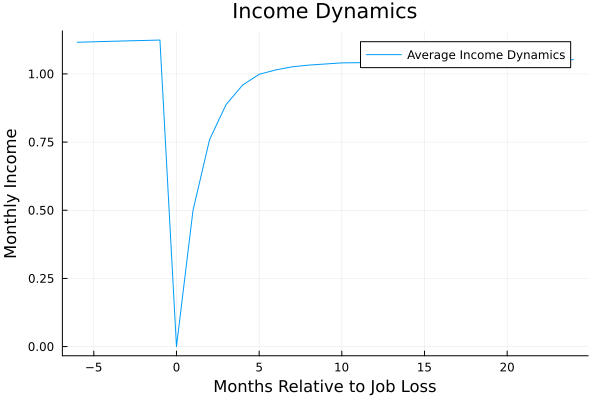 Income Dynamics
Average Income Dynamics
Monthly Income
1.00
0.75
0.50
0.25
0.00
−5 0 5 10 15 20
Months Relative to Job Loss